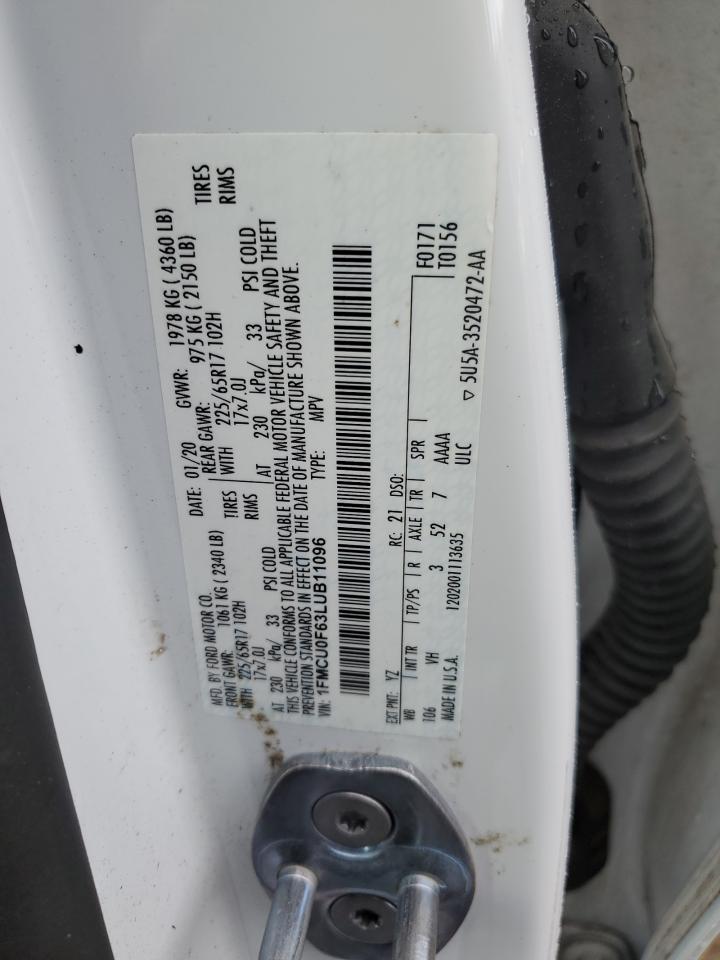 MFD. BY FORD MOTOR CO.
DATE: 01/20 GVWR: 1978 KG ( 4360 LB)
FRONT GAWR: 1061 KG ( 2340 LB) REAR GAWR: 975 KG ( 2150 LB)
WITH 225/65R17 102H TIRES WITH 225/65R17 102H TIRES
17x7.0J RIMS 17x7.0J RIMS
AT 230 kPa/ 33 PSI COLD AT 230 kPa/ 33 PSI COLD
THIS VEHICLE CONFORMS TO ALL APPLICABLE FEDERAL MOTOR VEHICLE SAFETY AND THEFT
PREVENTION STANDARDS IN EFFECT ON THE DATE OF MANUFACTURE SHOWN ABOVE.
VIN: 1FMCU0F63LUB11096 TYPE: MPV
EXT PNT: YZ RC: 21 DSO: F0171
T0156
WB INT TR TP/PS R AXLE TR SPR
106 VH 3 52 7 AAAA
MADE IN U.S.A. 1202001113635 ULC ▽ 5U5A-3520472-AA